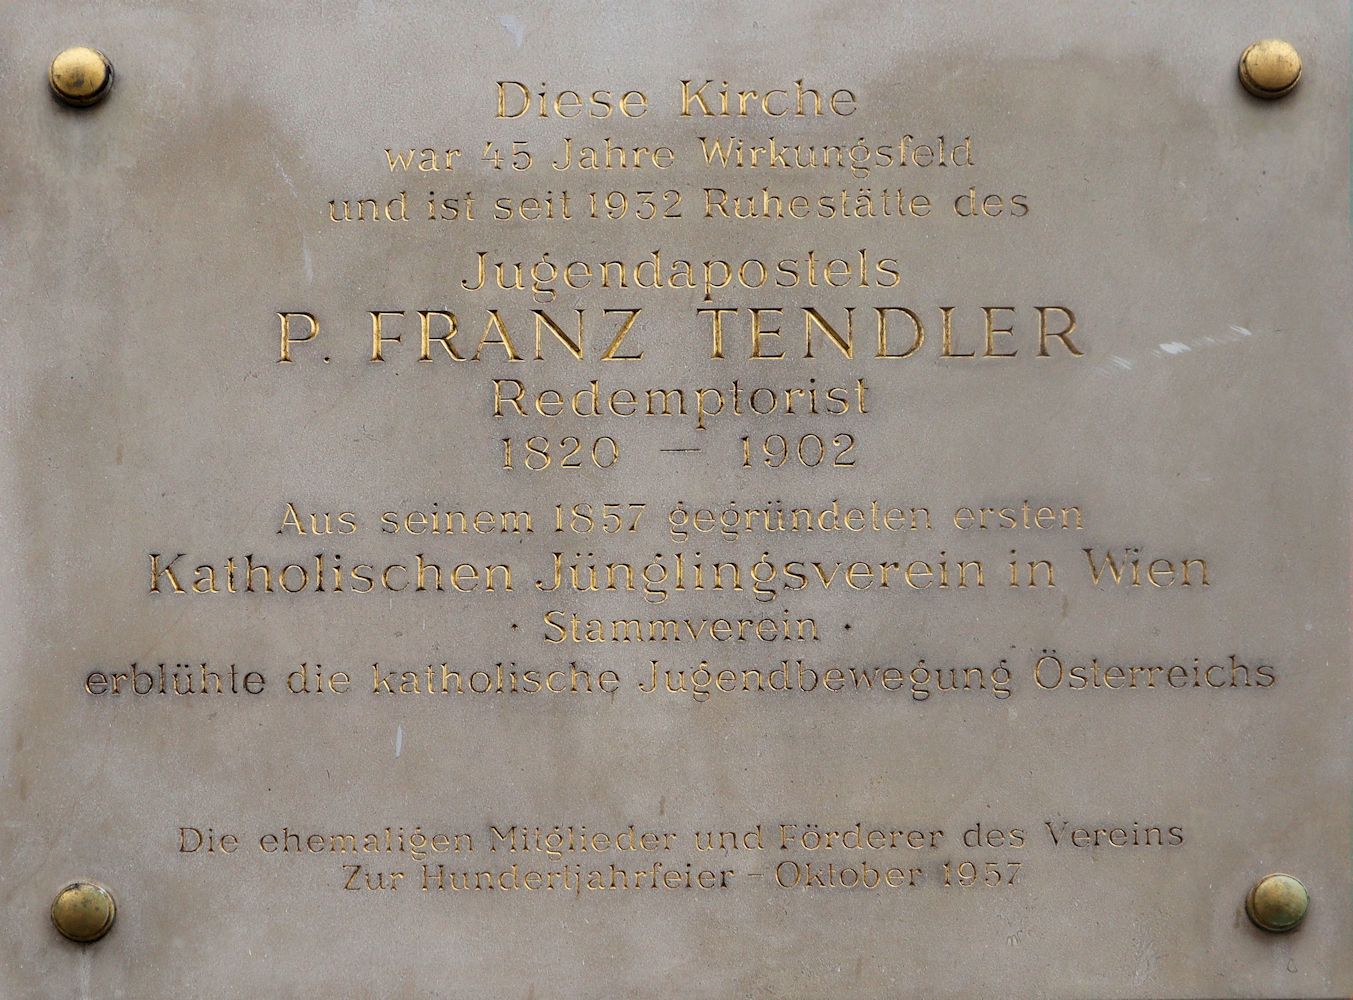 Diese Kirche
war 45 Jahre Wirkungsfeld
und ist seit 1932 Ruhestätte des
Jugendapostels
P. FRANZ TENDLER
Redemptorist
1820 – 1902
Aus seinem 1857 gegründeten ersten
Katholischen Jünglingsverein in Wien
· Stammverein ·
erblühte die katholische Jugendbewegung Österreichs
Die ehemaligen Mitglieder und Förderer des Vereins
Zur Hundertjahrfeier – Oktober 1957